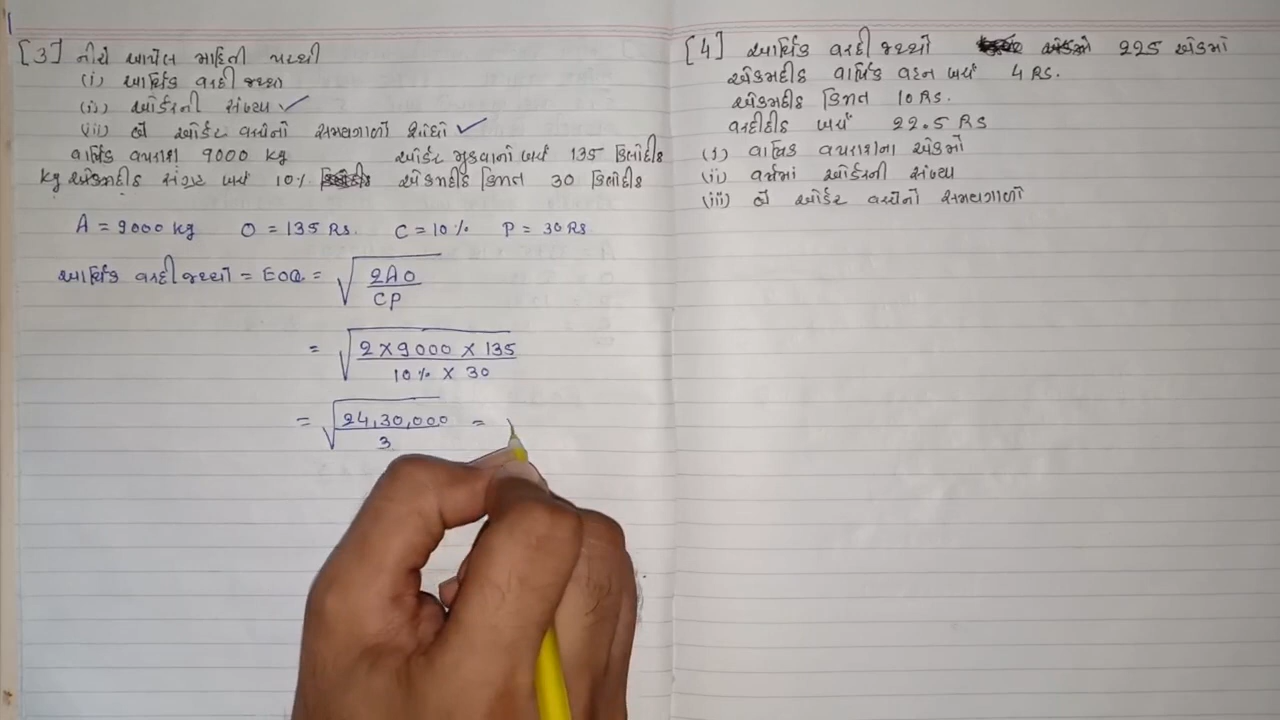 [3] નીચે આપેલ માહિતી પરથી
(i) આર્થિક વરદી જથ્થો
(ii) ઓર્ડરની સંખ્યા ✓
(iii) બે ઓર્ડર વચ્ચેનો સમયગાળો શોધો ✓
વાર્ષિક વપરાશ 9000 kg ઓર્ડર મુકવાનો ખર્ચ 135
kg એકમદીઠ સંગ્રહ ખર્ચ 10% એકમદીઠ કિંમત 30
A = 9000 kg O = 135 RS. C = 10% P = 30 RS
આર્થિક વરદી જથ્થો = EOQ = √(2AO / CP)
= √(2 × 9000 × 135 / 10% × 30)
= √(24,30,000 / 3) =
[4] આર્થિક વરદી જથ્થો 225 એકમો
એકમદીઠ વાર્ષિક વહન ખર્ચ 4 RS.
એકમદીઠ કિંમત 10 RS.
વરદીદીઠ ખર્ચ 22.5 RS
(i) વાર્ષિક વપરાશના એકમો
(ii) વર્ષમાં ઓર્ડરની સંખ્યા
(iii) બે ઓર્ડર વચ્ચેનો સમયગાળો